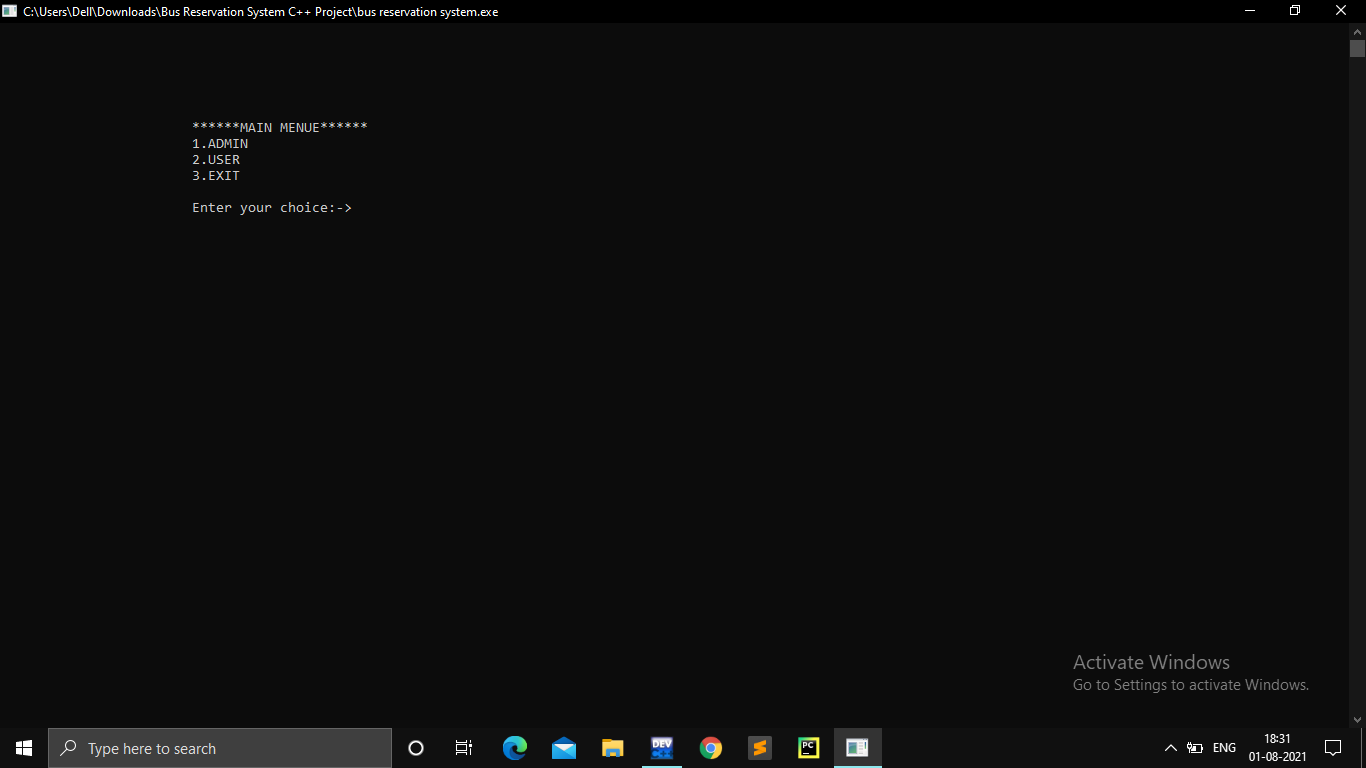 C:\Users\Dell\Downloads\Bus Reservation System C++ Project\bus reservation system.exe
******MAIN MENUE******
1.ADMIN
2.USER
3.EXIT
Enter your choice:->
Activate Windows
Go to Settings to activate Windows.
Type here to search
DEV
PC
ENG
18:31
01-08-2021